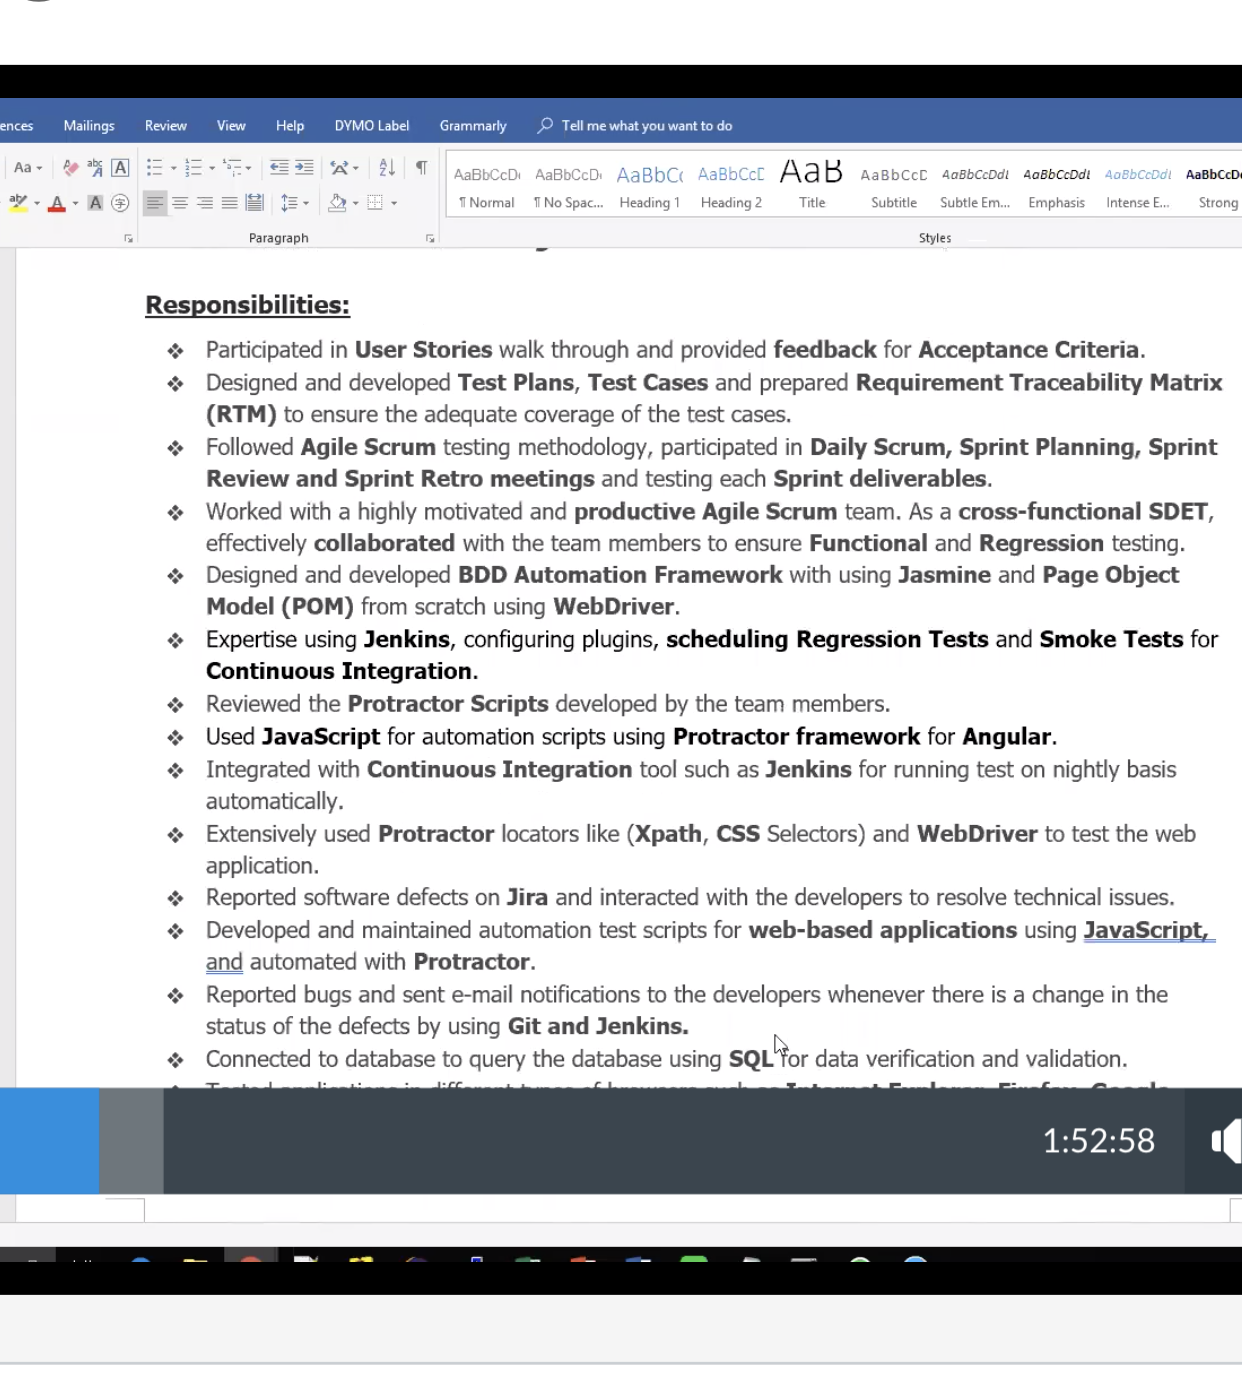 ences Mailings Review View Help DYMO Label Grammarly Tell me what you want to do
Aa
AaBbCcDc AaBbCcDc AaBbCc AaBbCcE AaB AaBbCcD AaBbCcDdI AaBbCcDdI AaBbCcDdI AaBbCcDc
¶ Normal ¶ No Spac... Heading 1 Heading 2 Title Subtitle Subtle Em... Emphasis Intense E... Strong
Paragraph Styles
Responsibilities:
❖ Participated in User Stories walk through and provided feedback for Acceptance Criteria.
❖ Designed and developed Test Plans, Test Cases and prepared Requirement Traceability Matrix
(RTM) to ensure the adequate coverage of the test cases.
❖ Followed Agile Scrum testing methodology, participated in Daily Scrum, Sprint Planning, Sprint
Review and Sprint Retro meetings and testing each Sprint deliverables.
❖ Worked with a highly motivated and productive Agile Scrum team. As a cross-functional SDET,
effectively collaborated with the team members to ensure Functional and Regression testing.
❖ Designed and developed BDD Automation Framework with using Jasmine and Page Object
Model (POM) from scratch using WebDriver.
❖ Expertise using Jenkins, configuring plugins, scheduling Regression Tests and Smoke Tests for
Continuous Integration.
❖ Reviewed the Protractor Scripts developed by the team members.
❖ Used JavaScript for automation scripts using Protractor framework for Angular.
❖ Integrated with Continuous Integration tool such as Jenkins for running test on nightly basis
automatically.
❖ Extensively used Protractor locators like (Xpath, CSS Selectors) and WebDriver to test the web
application.
❖ Reported software defects on Jira and interacted with the developers to resolve technical issues.
❖ Developed and maintained automation test scripts for web-based applications using JavaScript,
and automated with Protractor.
❖ Reported bugs and sent e-mail notifications to the developers whenever there is a change in the
status of the defects by using Git and Jenkins.
❖ Connected to database to query the database using SQL for data verification and validation.
Tested applications in different types of browsers such as Internet Explorer, Firefox, Google
1:52:58